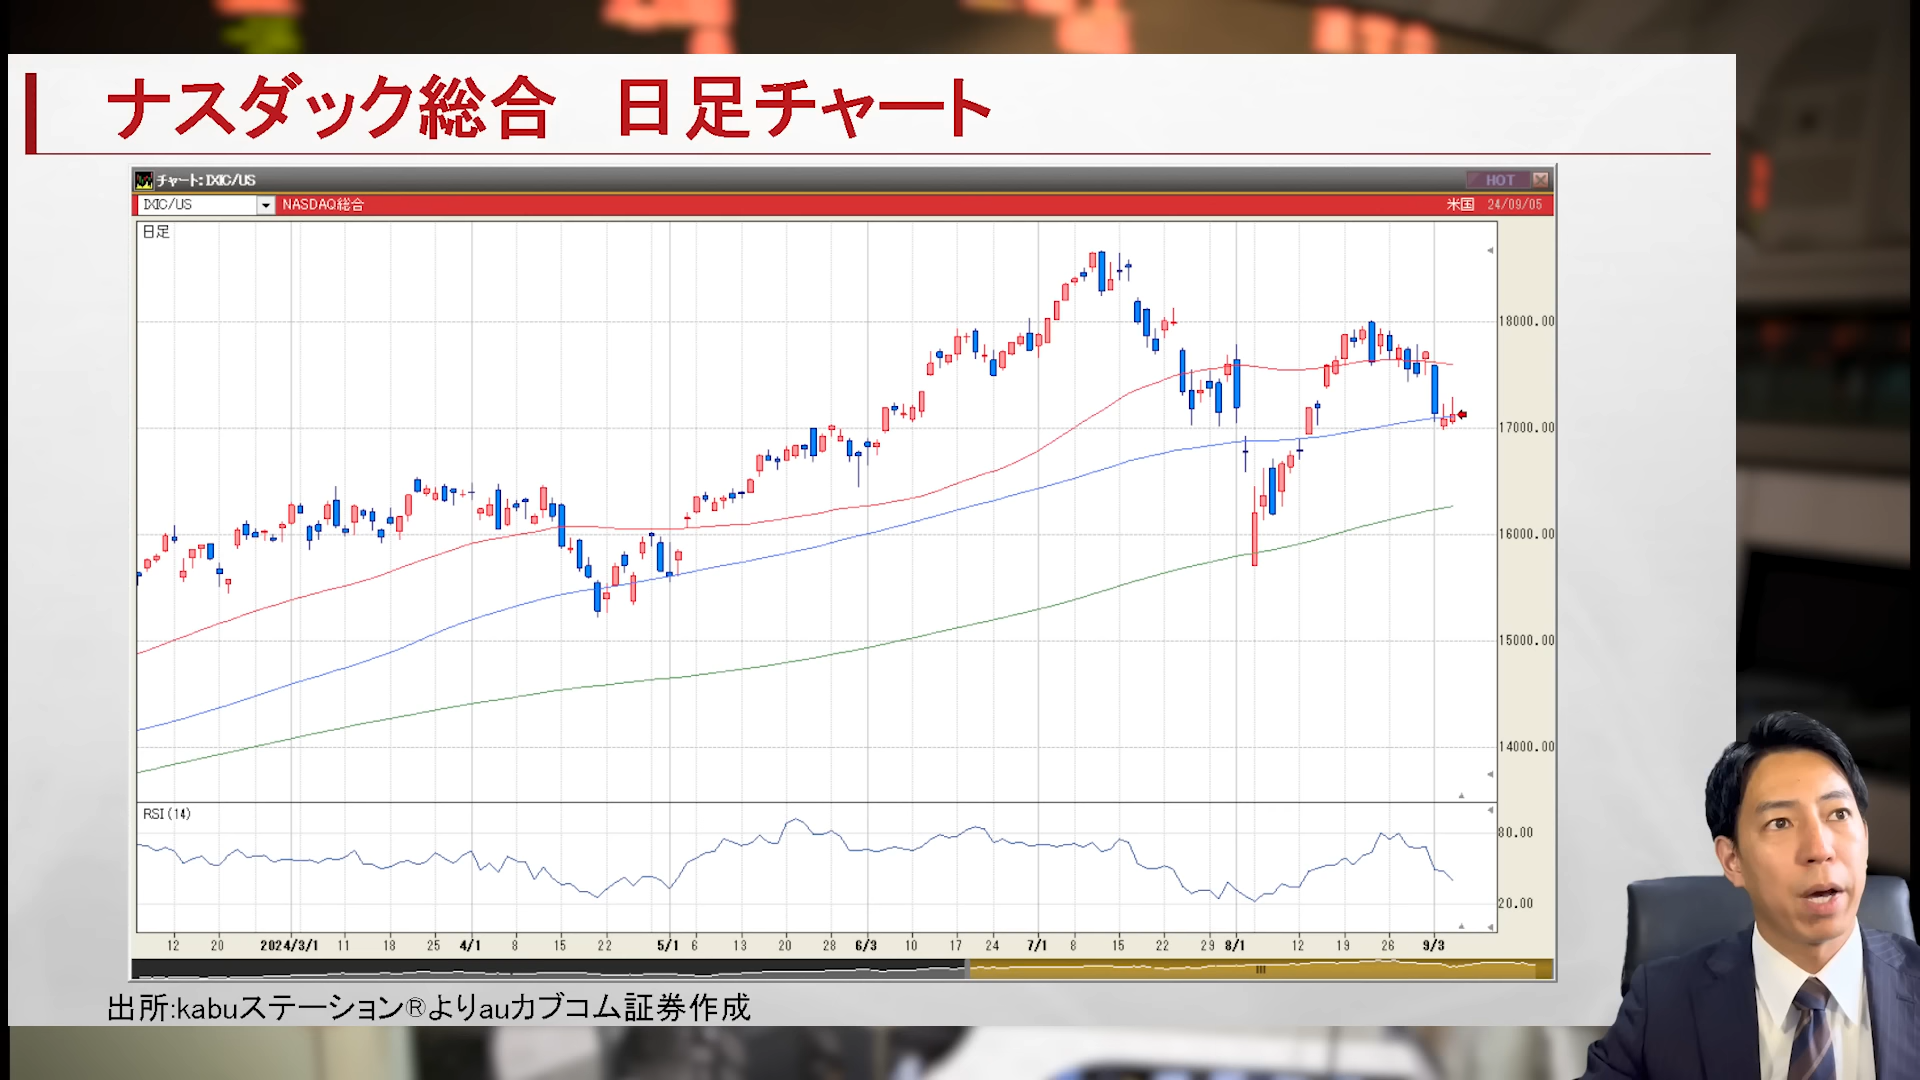 ナスダック総合　日足チャート
チャート:IXIC/US
HOT
IXIC/US
NASDAQ総合
米国 24/09/05
日足
18000.00
17000.00
16000.00
15000.00
14000.00
RSI(14)
80.00
20.00
12 20 2024/3/1 11 18 25 4/1 8 15 22 5/1 6 13 20 28 6/3 10 17 24 7/1 8 15 22 29 8/1 12 19 26 9/3
出所:kabuステーション®よりauカブコム証券作成